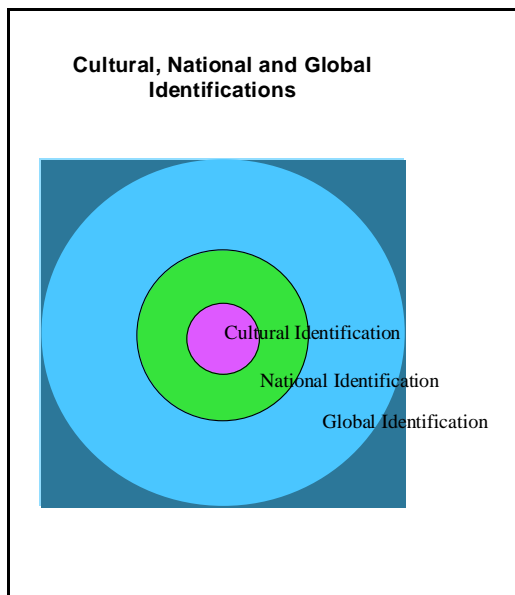 Cultural, National and Global
Identifications
Cultural Identification
National Identification
Global Identification